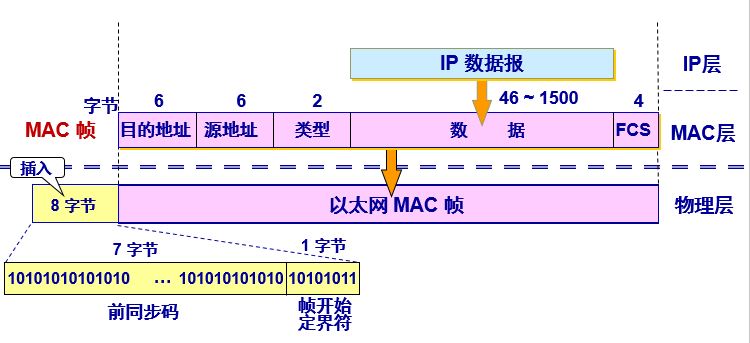 IP 数据报
IP层
字节
6
6
2
46 ~ 1500
4
MAC 帧
目的地址
源地址
类型
数 据
FCS
MAC层
插入
8 字节
以太网 MAC 帧
物理层
7 字节
1 字节
10101010101010 … 101010101010
10101011
前同步码
帧开始
定界符